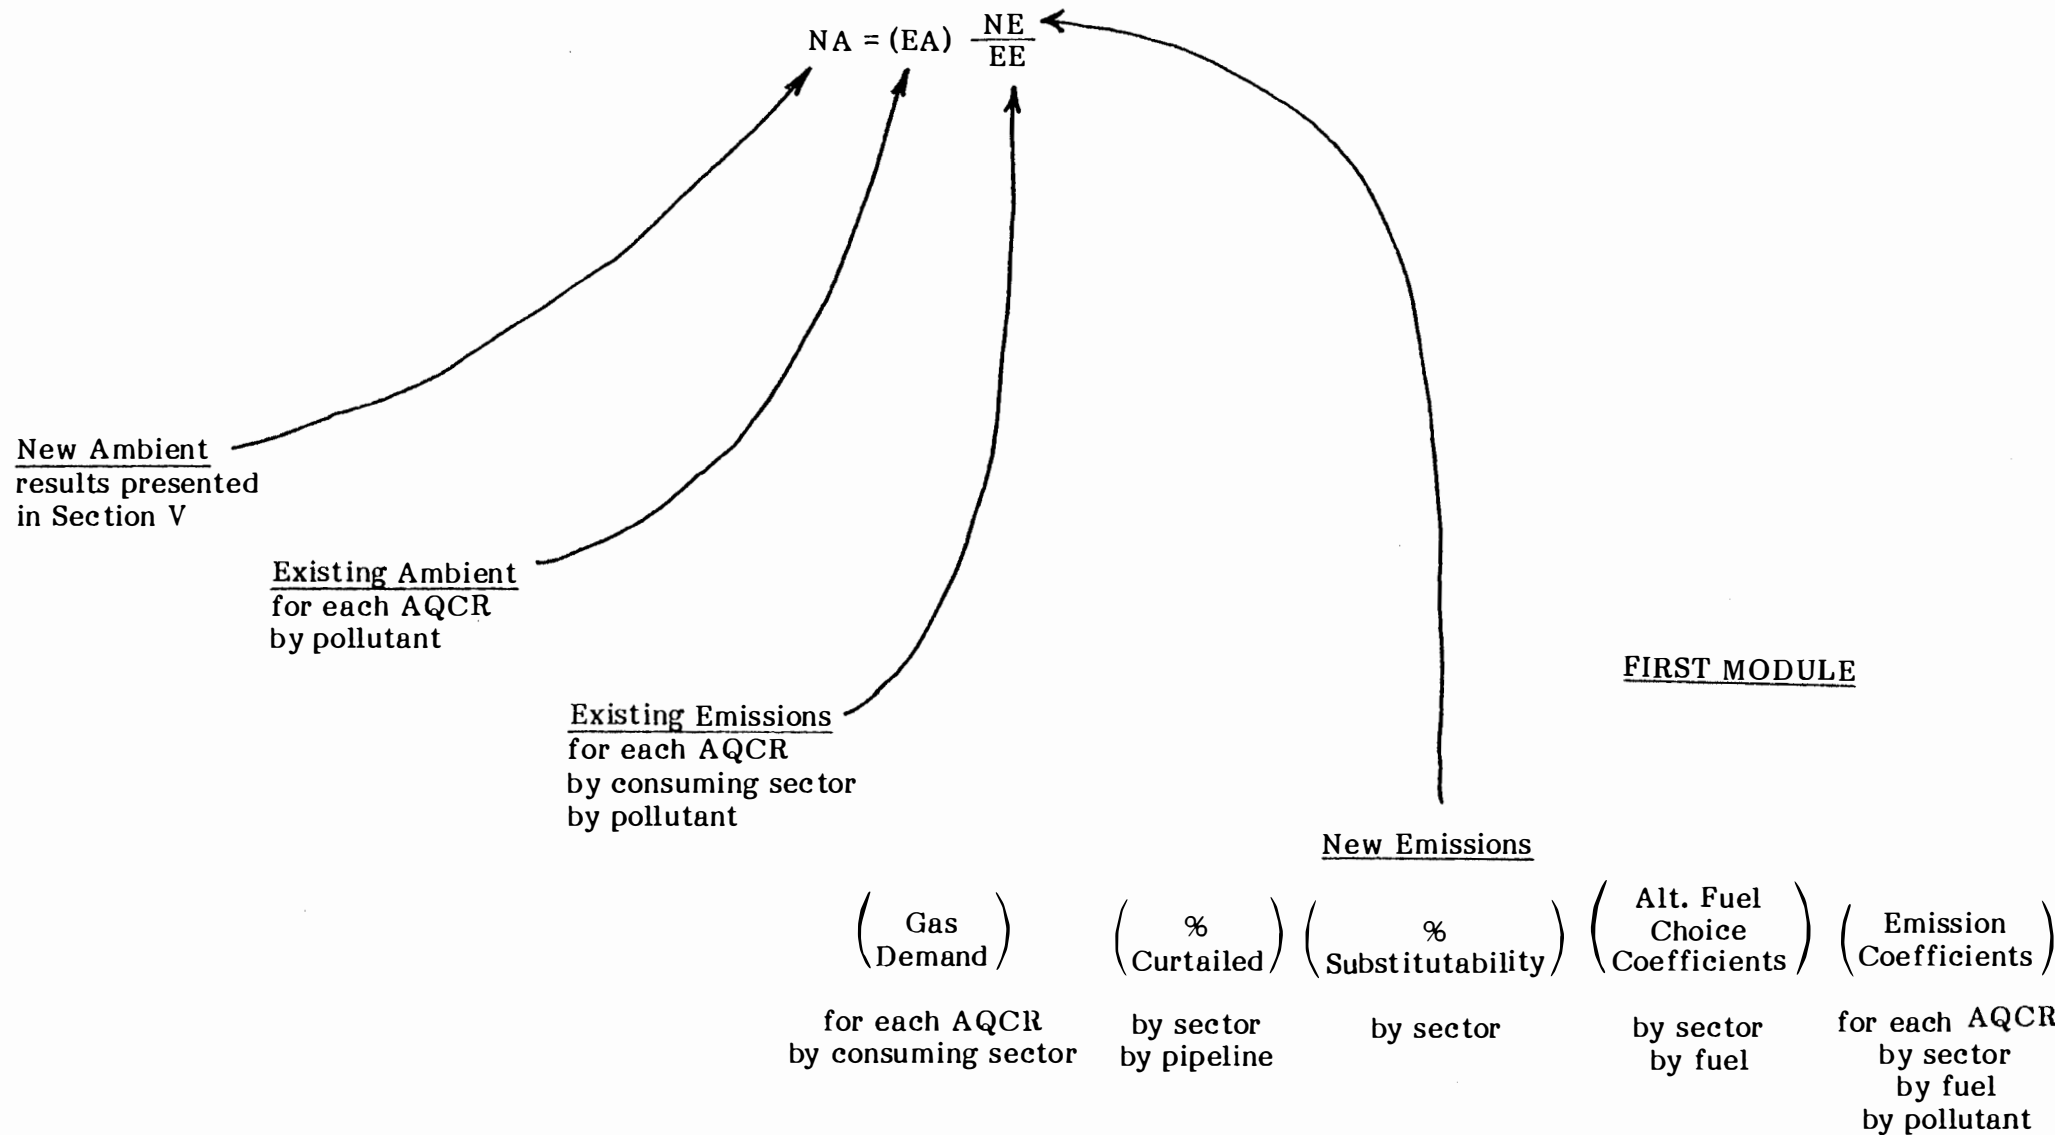 NA = (EA) NE
EE
New Ambient
results presented
in Section V
Existing Ambient
for each AQCR
by pollutant
Existing Emissions
for each AQCR
by consuming sector
by pollutant
FIRST MODULE
New Emissions
(Gas
Demand)
for each AQCR
by consuming sector
(%
Curtailed)
by sector
by pipeline
(%
Substitutability)
by sector
(Alt. Fuel
Choice
Coefficients)
by sector
by fuel
(Emission
Coefficients)
for each AQCR
by sector
by fuel
by pollutant